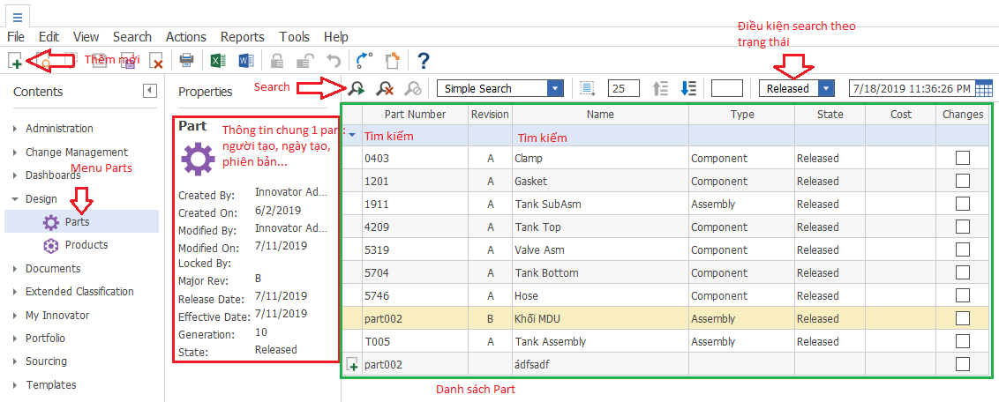 File Edit View Search Actions Reports Tools Help
Điều kiện search theo
trạng thái
Thêm mới
Contents
Properties
Search
Simple Search
25
Released
7/18/2019 11:36:26 PM
Administration
Change Management
Menu Parts
Dashboards
Design
Parts
Products
Documents
Extended Classification
My Innovator
Portfolio
Sourcing
Templates
Part
Thông tin chung 1 part:
người tạo, ngày tạo,
phiên bản...
Created By: Innovator Ad...
Created On: 6/2/2019
Modified By: Innovator Ad...
Modified On: 7/11/2019
Locked By:
Major Rev: B
Release Date: 7/11/2019
Effective Date: 7/11/2019
Generation: 10
State: Released
Part Number Revision Name Type State Cost Changes
Tìm kiếm Tìm kiếm
0403 A Clamp Component Released
1201 A Gasket Component Released
1911 A Tank SubAsm Assembly Released
4209 A Tank Top Component Released
5319 A Valve Asm Component Released
5704 A Tank Bottom Component Released
5746 A Hose Component Released
part002 B Khối MDU Assembly Released
T005 A Tank Assembly Assembly Released
part002 ádfsadf
Danh sách Part